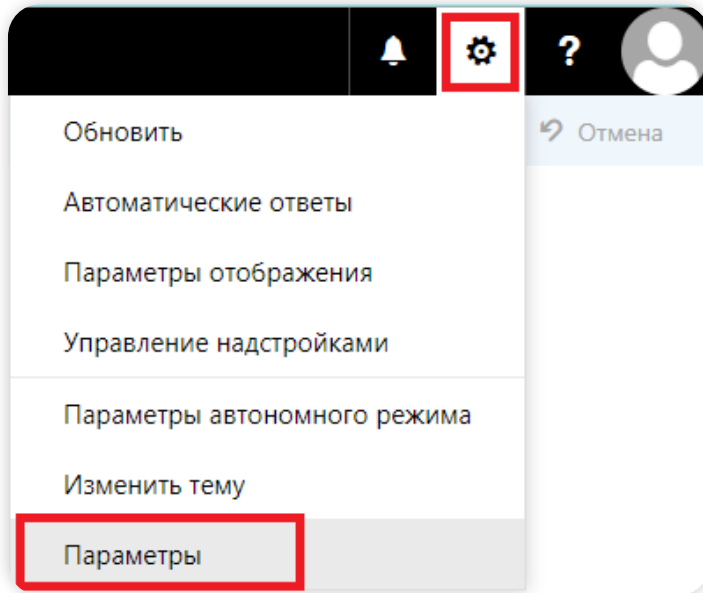 ?
Обновить
Отмена
Автоматические ответы
Параметры отображения
Управление надстройками
Параметры автономного режима
Изменить тему
Параметры